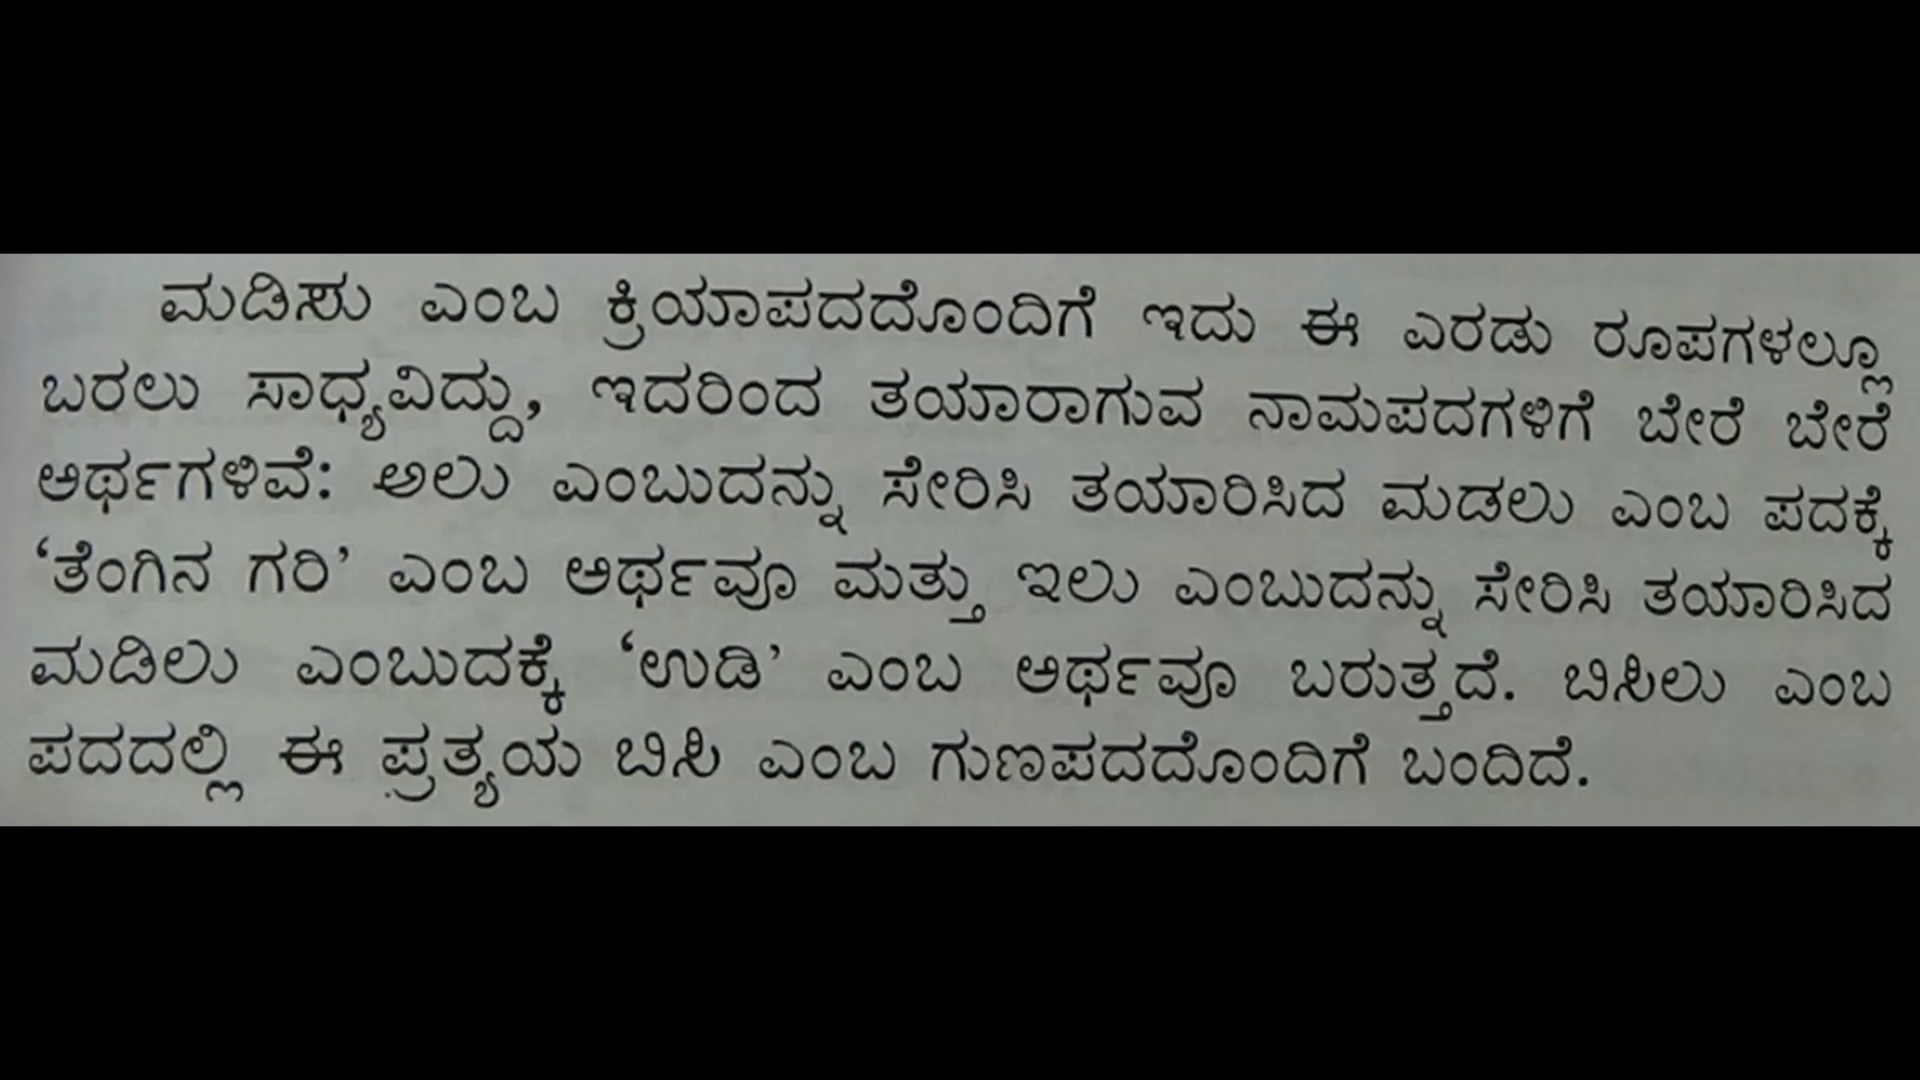 ಮಡಿಸು ಎಂಬ ಕ್ರಿಯಾಪದದೊಂದಿಗೆ ಇದು ಈ ಎರಡು ರೂಪಗಳಲ್ಲೂ
ಬರಲು ಸಾಧ್ಯವಿದ್ದು, ಇದರಿಂದ ತಯಾರಾಗುವ ನಾಮಪದಗಳಿಗೆ ಬೇರೆ ಬೇರೆ
ಅರ್ಥಗಳಿವೆ: ಅಲು ಎಂಬುದನ್ನು ಸೇರಿಸಿ ತಯಾರಿಸಿದ ಮಡಲು ಎಂಬ ಪದಕ್ಕೆ
‘ತೆಂಗಿನ ಗರಿ’ ಎಂಬ ಅರ್ಥವೂ ಮತ್ತು ಇಲು ಎಂಬುದನ್ನು ಸೇರಿಸಿ ತಯಾರಿಸಿದ
ಮಡಿಲು ಎಂಬುದಕ್ಕೆ ‘ಉಡಿ’ ಎಂಬ ಅರ್ಥವೂ ಬರುತ್ತದೆ. ಬಿಸಿಲು ಎಂಬ
ಪದದಲ್ಲಿ ಈ ಪ್ರತ್ಯಯ ಬಿಸಿ ಎಂಬ ಗುಣಪದದೊಂದಿಗೆ ಬಂದಿದೆ.